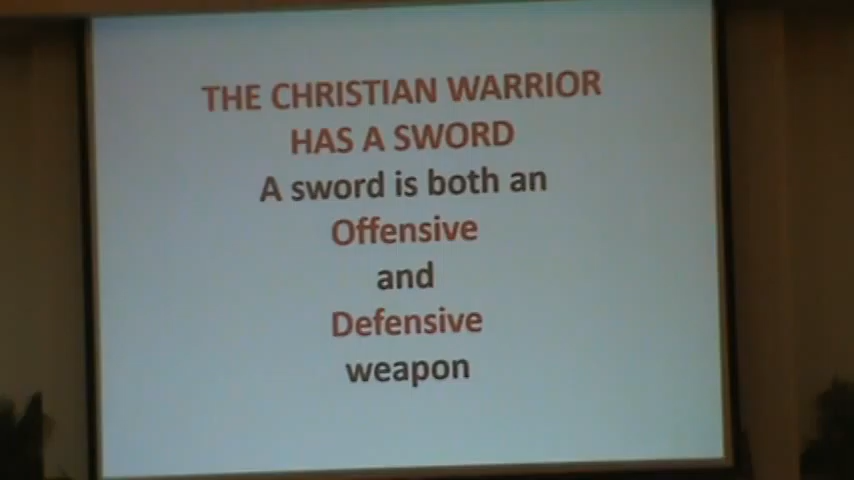 THE CHRISTIAN WARRIOR
HAS A SWORD
A sword is both an
Offensive
and
Defensive
weapon